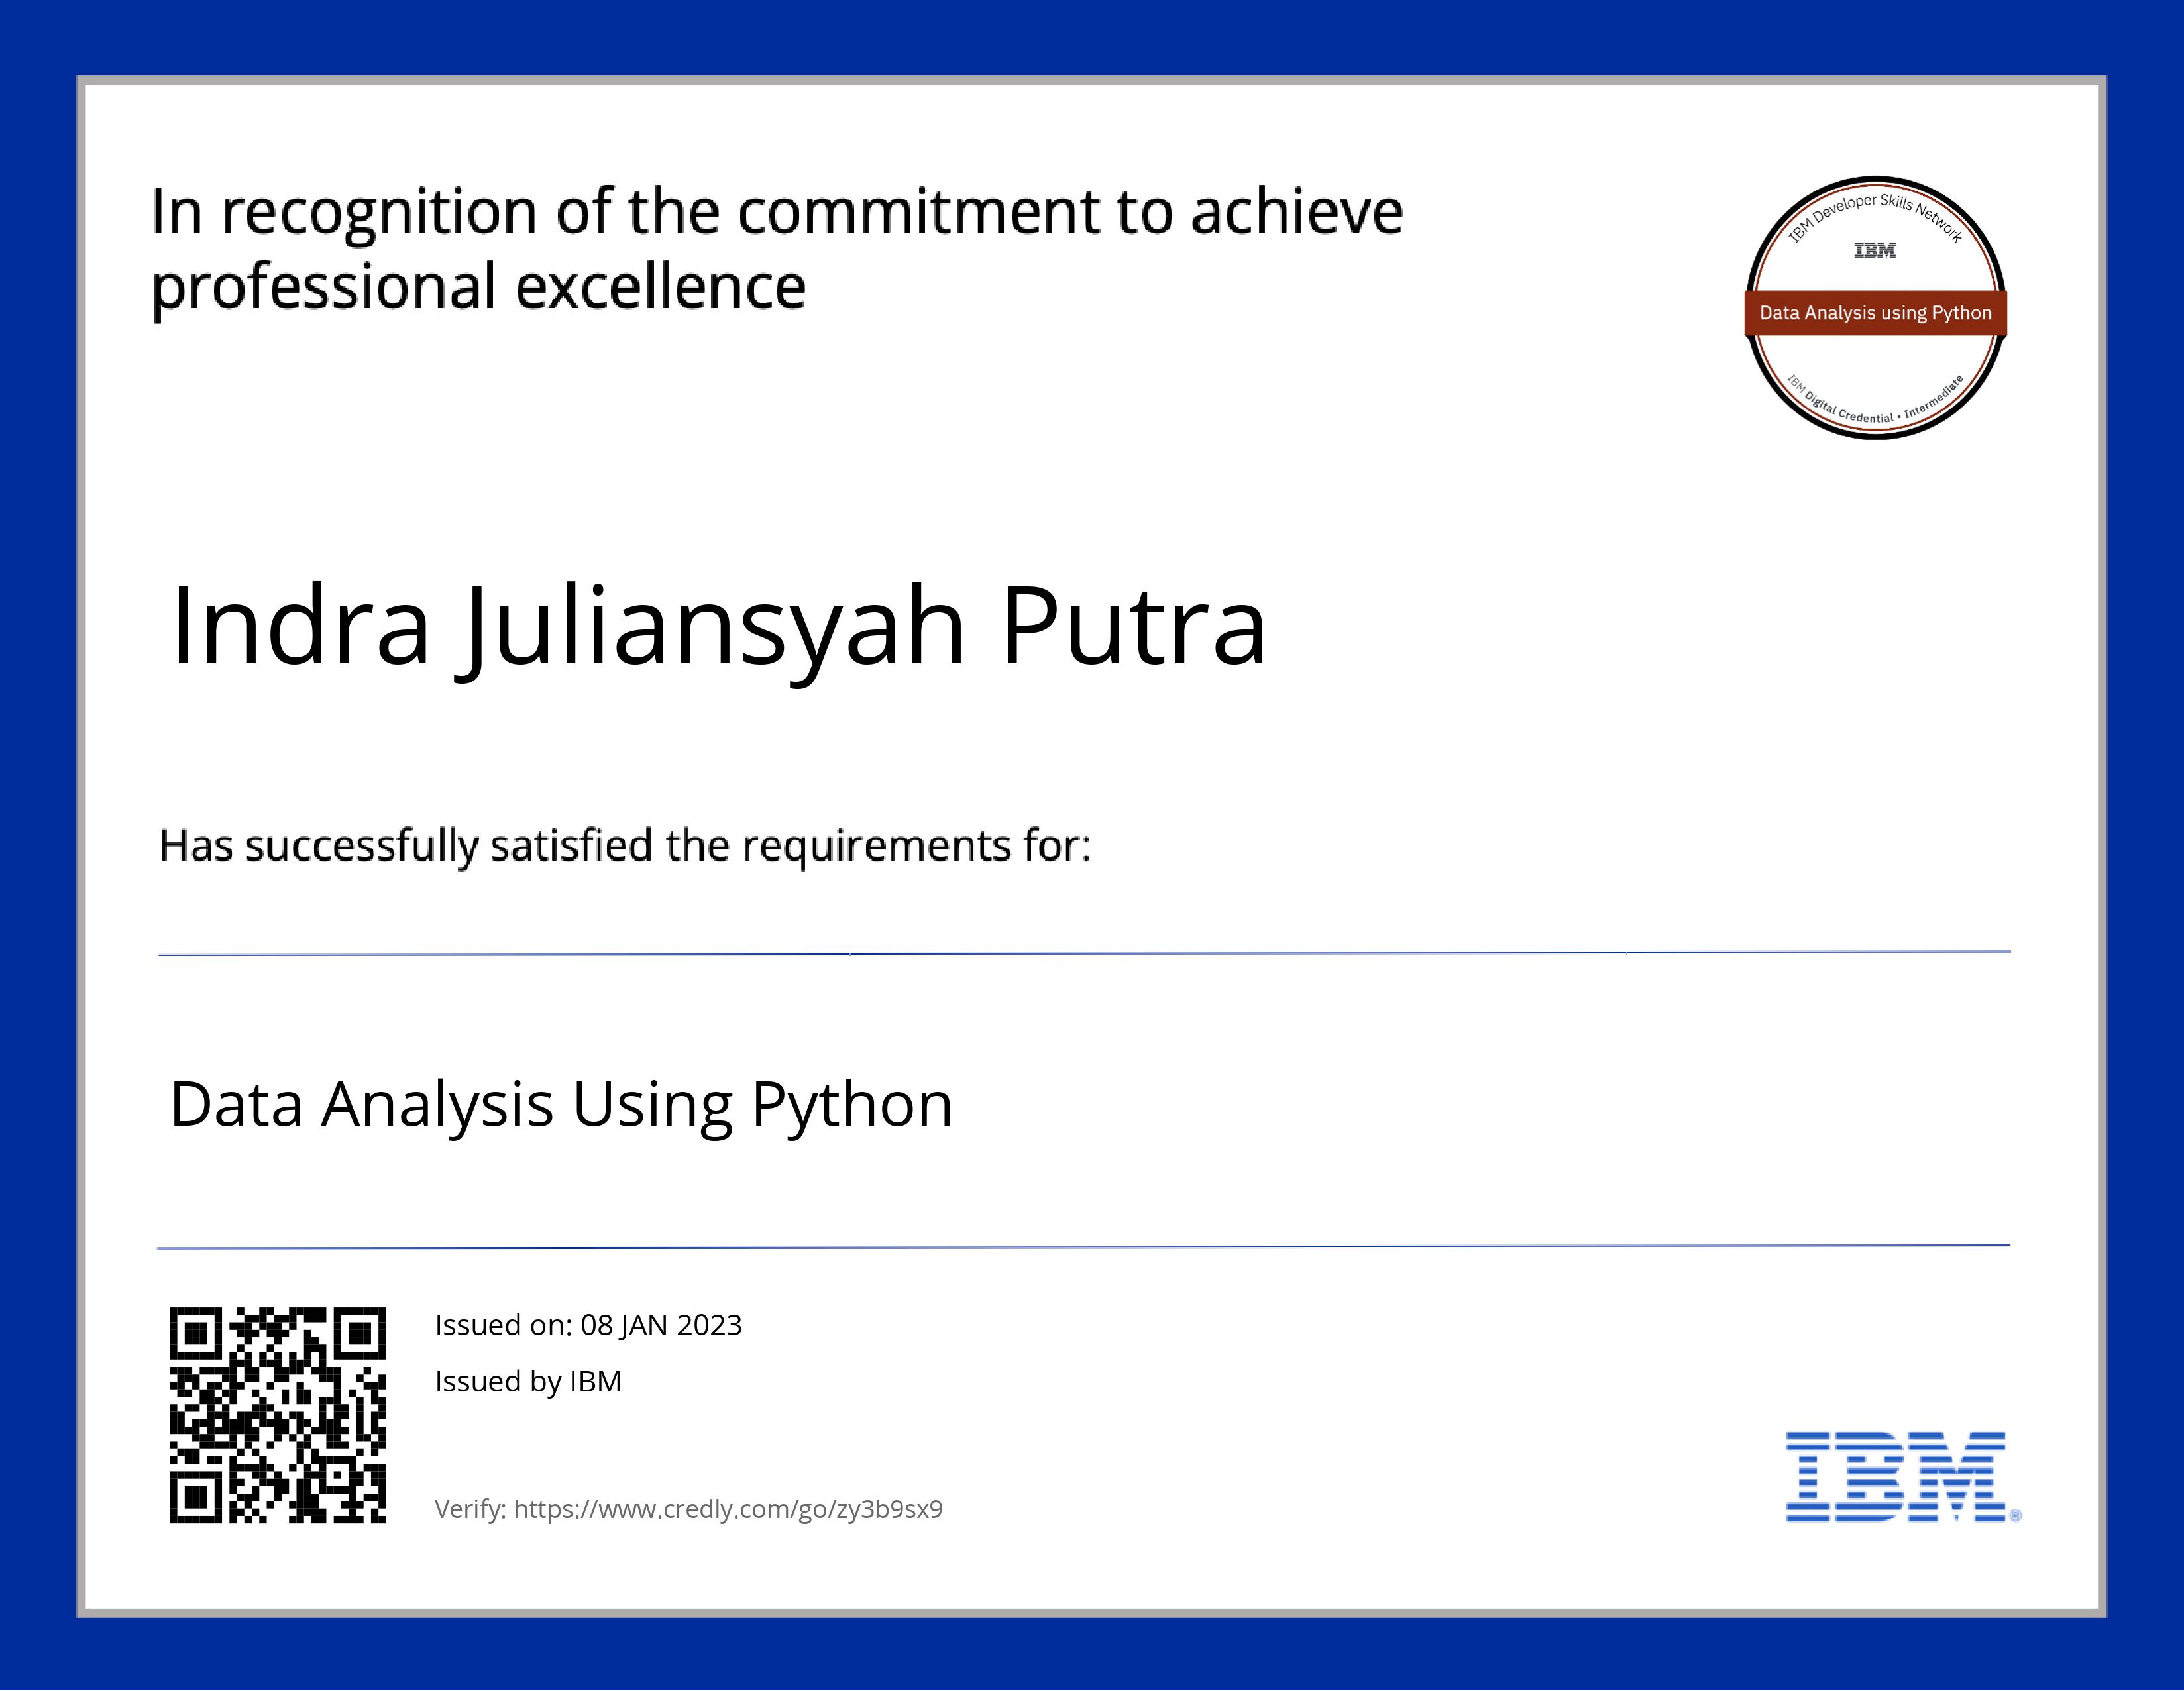 In recognition of the commitment to achieve
professional excellence
IBM Developer Skills Network
IBM
Data Analysis using Python
IBM Digital Credential • Intermediate
Indra Juliansyah Putra
Has successfully satisfied the requirements for:
Data Analysis Using Python
Issued on: 08 JAN 2023
Issued by IBM
Verify: https://www.credly.com/go/zy3b9sx9
IBM®